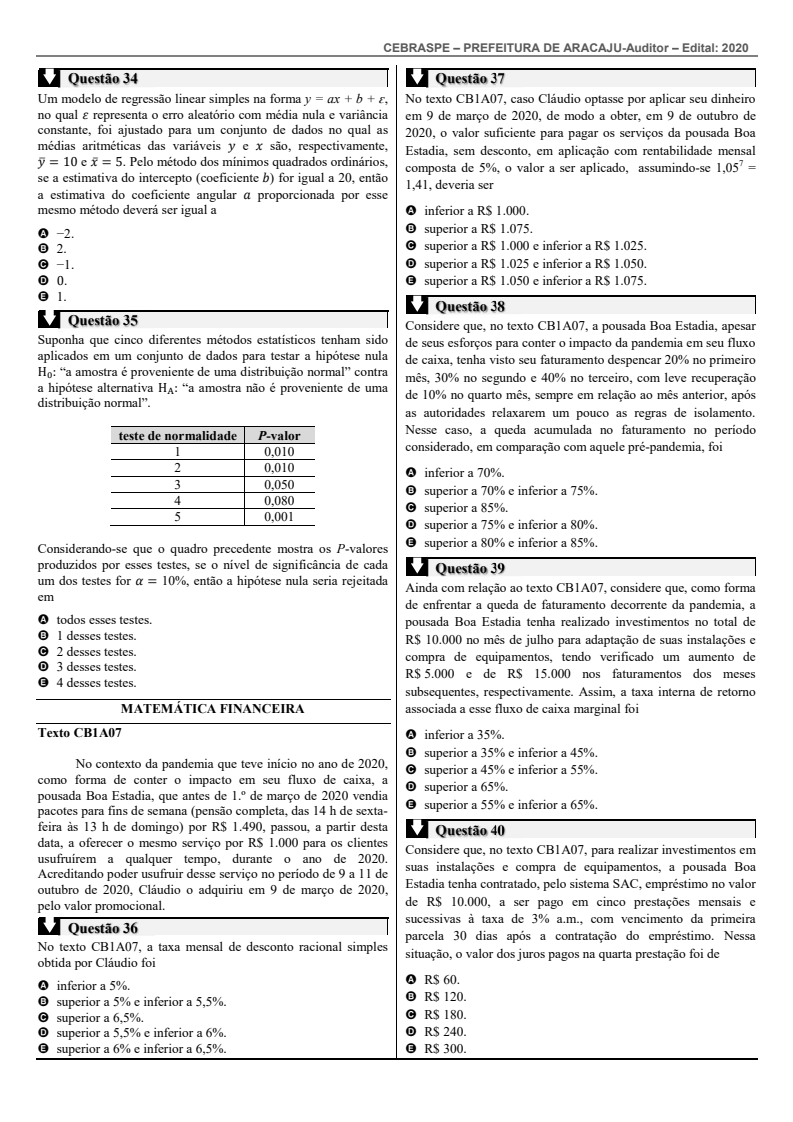 CEBRASPE – PREFEITURA DE ARACAJU-Auditor – Edital: 2020
Questão 34
Um modelo de regressão linear simples na forma y = ax + b + ε,
no qual ε representa o erro aleatório com média nula e variância
constante, foi ajustado para um conjunto de dados no qual as
médias aritméticas das variáveis y e x são, respectivamente,
ȳ = 10 e x̄ = 5. Pelo método dos mínimos quadrados ordinários,
se a estimativa do intercepto (coeficiente b) for igual a 20, então
a estimativa do coeficiente angular a proporcionada por esse
mesmo método deverá ser igual a
A −2.
B 2.
C −1.
D 0.
E 1.
Questão 35
Suponha que cinco diferentes métodos estatísticos tenham sido
aplicados em um conjunto de dados para testar a hipótese nula
H₀: “a amostra é proveniente de uma distribuição normal” contra
a hipótese alternativa H_A: “a amostra não é proveniente de uma
distribuição normal”.
teste de normalidade P-valor
1 0,010
2 0,010
3 0,050
4 0,080
5 0,001
Considerando-se que o quadro precedente mostra os P-valores
produzidos por esses testes, se o nível de significância de cada
um dos testes for α = 10%, então a hipótese nula seria rejeitada
em
A todos esses testes.
B 1 desses testes.
C 2 desses testes.
D 3 desses testes.
E 4 desses testes.
MATEMÁTICA FINANCEIRA
Texto CB1A07
No contexto da pandemia que teve início no ano de 2020,
como forma de conter o impacto em seu fluxo de caixa, a
pousada Boa Estadia, que antes de 1.º de março de 2020 vendia
pacotes para fins de semana (pensão completa, das 14 h de sexta-
feira às 13 h de domingo) por R$ 1.490, passou, a partir desta
data, a oferecer o mesmo serviço por R$ 1.000 para os clientes
usufruírem a qualquer tempo, durante o ano de 2020.
Acreditando poder usufruir desse serviço no período de 9 a 11 de
outubro de 2020, Cláudio o adquiriu em 9 de março de 2020,
pelo valor promocional.
Questão 36
No texto CB1A07, a taxa mensal de desconto racional simples
obtida por Cláudio foi
A inferior a 5%.
B superior a 5% e inferior a 5,5%.
C superior a 6,5%.
D superior a 5,5% e inferior a 6%.
E superior a 6% e inferior a 6,5%.
Questão 37
No texto CB1A07, caso Cláudio optasse por aplicar seu dinheiro
em 9 de março de 2020, de modo a obter, em 9 de outubro de
2020, o valor suficiente para pagar os serviços da pousada Boa
Estadia, sem desconto, em aplicação com rentabilidade mensal
composta de 5%, o valor a ser aplicado, assumindo-se 1,05⁷ =
1,41, deveria ser
A inferior a R$ 1.000.
B superior a R$ 1.075.
C superior a R$ 1.000 e inferior a R$ 1.025.
D superior a R$ 1.025 e inferior a R$ 1.050.
E superior a R$ 1.050 e inferior a R$ 1.075.
Questão 38
Considere que, no texto CB1A07, a pousada Boa Estadia, apesar
de seus esforços para conter o impacto da pandemia em seu fluxo
de caixa, tenha visto seu faturamento despencar 20% no primeiro
mês, 30% no segundo e 40% no terceiro, com leve recuperação
de 10% no quarto mês, sempre em relação ao mês anterior, após
as autoridades relaxarem um pouco as regras de isolamento.
Nesse caso, a queda acumulada no faturamento no período
considerado, em comparação com aquele pré-pandemia, foi
A inferior a 70%.
B superior a 70% e inferior a 75%.
C superior a 85%.
D superior a 75% e inferior a 80%.
E superior a 80% e inferior a 85%.
Questão 39
Ainda com relação ao texto CB1A07, considere que, como forma
de enfrentar a queda de faturamento decorrente da pandemia, a
pousada Boa Estadia tenha realizado investimentos no total de
R$ 10.000 no mês de julho para adaptação de suas instalações e
compra de equipamentos, tendo verificado um aumento de
R$ 5.000 e de R$ 15.000 nos faturamentos dos meses
subsequentes, respectivamente. Assim, a taxa interna de retorno
associada a esse fluxo de caixa marginal foi
A inferior a 35%.
B superior a 35% e inferior a 45%.
C superior a 45% e inferior a 55%.
D superior a 65%.
E superior a 55% e inferior a 65%.
Questão 40
Considere que, no texto CB1A07, para realizar investimentos em
suas instalações e compra de equipamentos, a pousada Boa
Estadia tenha contratado, pelo sistema SAC, empréstimo no valor
de R$ 10.000, a ser pago em cinco prestações mensais e
sucessivas à taxa de 3% a.m., com vencimento da primeira
parcela 30 dias após a contratação do empréstimo. Nessa
situação, o valor dos juros pagos na quarta prestação foi de
A R$ 60.
B R$ 120.
C R$ 180.
D R$ 240.
E R$ 300.